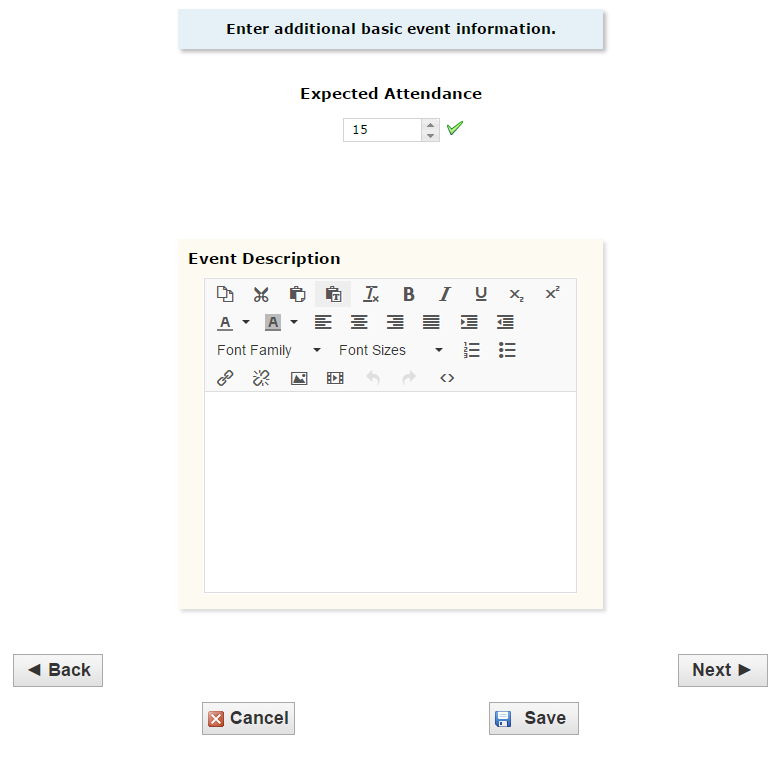 Enter additional basic event information.
Expected Attendance
15
Event Description
Font Family Font Sizes
Back
Next
Cancel
Save